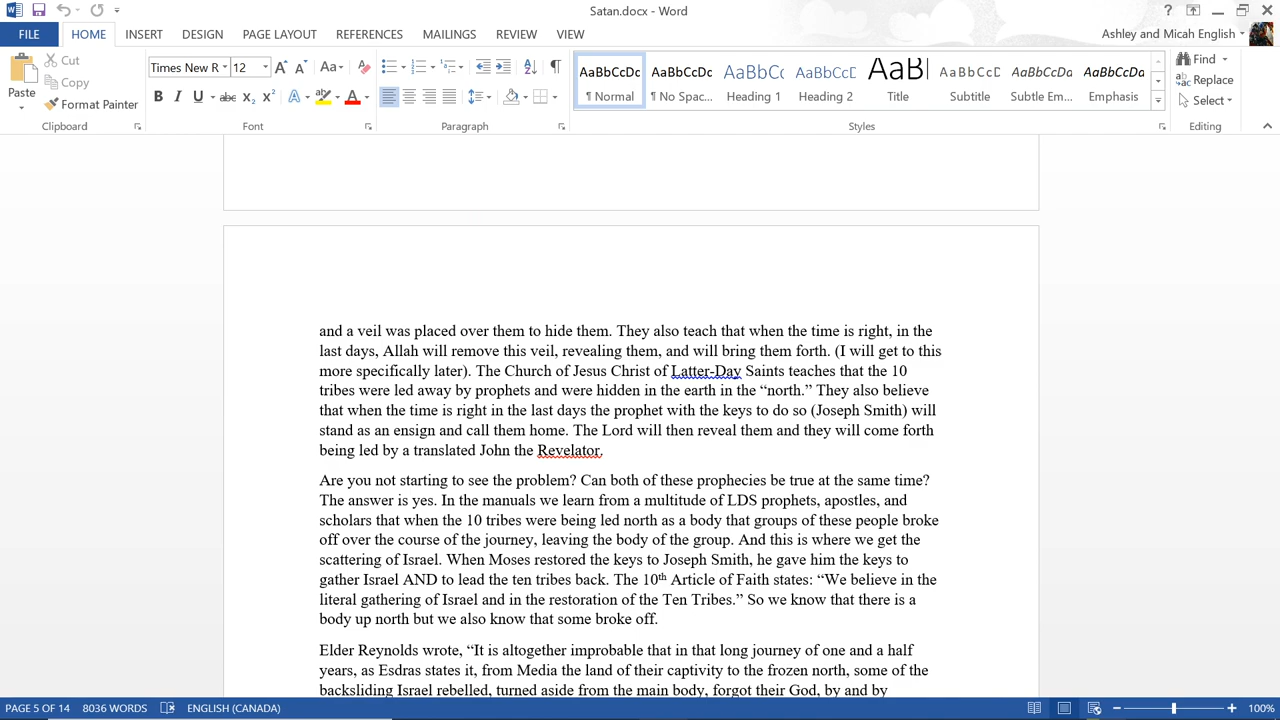 Satan.docx - Word
FILE HOME INSERT DESIGN PAGE LAYOUT REFERENCES MAILINGS REVIEW VIEW Ashley and Micah English
Paste Cut Copy Format Painter
Times New R 12
AaBbCcDc AaBbCcDc AaBbCc AaBbCcD AaBl AaBbCcD AaBbCcDa AaBbCcDa
¶ Normal ¶ No Spac... Heading 1 Heading 2 Title Subtitle Subtle Em... Emphasis
Find Replace Select
Clipboard Font Paragraph Styles Editing
and a veil was placed over them to hide them. They also teach that when the time is right, in the
last days, Allah will remove this veil, revealing them, and will bring them forth. (I will get to this
more specifically later). The Church of Jesus Christ of Latter-Day Saints teaches that the 10
tribes were led away by prophets and were hidden in the earth in the “north.” They also believe
that when the time is right in the last days the prophet with the keys to do so (Joseph Smith) will
stand as an ensign and call them home. The Lord will then reveal them and they will come forth
being led by a translated John the Revelator.
Are you not starting to see the problem? Can both of these prophecies be true at the same time?
The answer is yes. In the manuals we learn from a multitude of LDS prophets, apostles, and
scholars that when the 10 tribes were being led north as a body that groups of these people broke
off over the course of the journey, leaving the body of the group. And this is where we get the
scattering of Israel. When Moses restored the keys to Joseph Smith, he gave him the keys to
gather Israel AND to lead the ten tribes back. The 10th Article of Faith states: “We believe in the
literal gathering of Israel and in the restoration of the Ten Tribes.” So we know that there is a
body up north but we also know that some broke off.
Elder Reynolds wrote, “It is altogether improbable that in that long journey of one and a half
years, as Esdras states it, from Media the land of their captivity to the frozen north, some of the
backsliding Israel rebelled, turned aside from the main body, forgot their God, by and by
PAGE 5 OF 14 8036 WORDS ENGLISH (CANADA) 100%